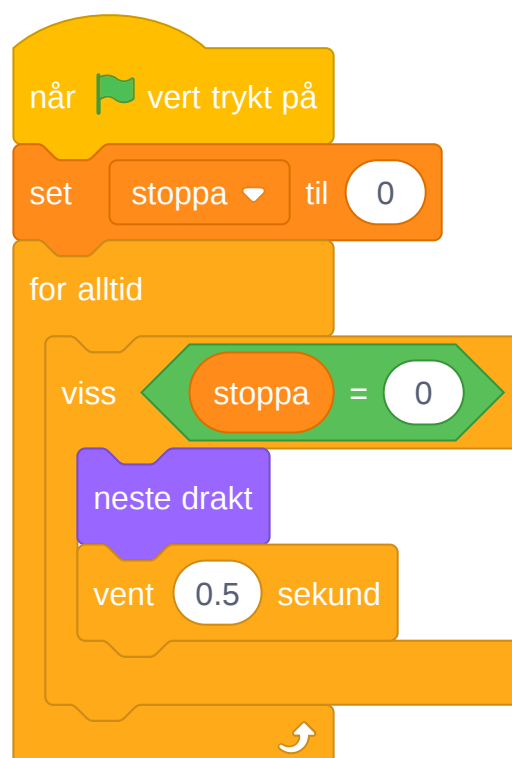 når vert trykt på
set stoppa til 0
for alltid
viss stoppa = 0
neste drakt
vent 0.5 sekund